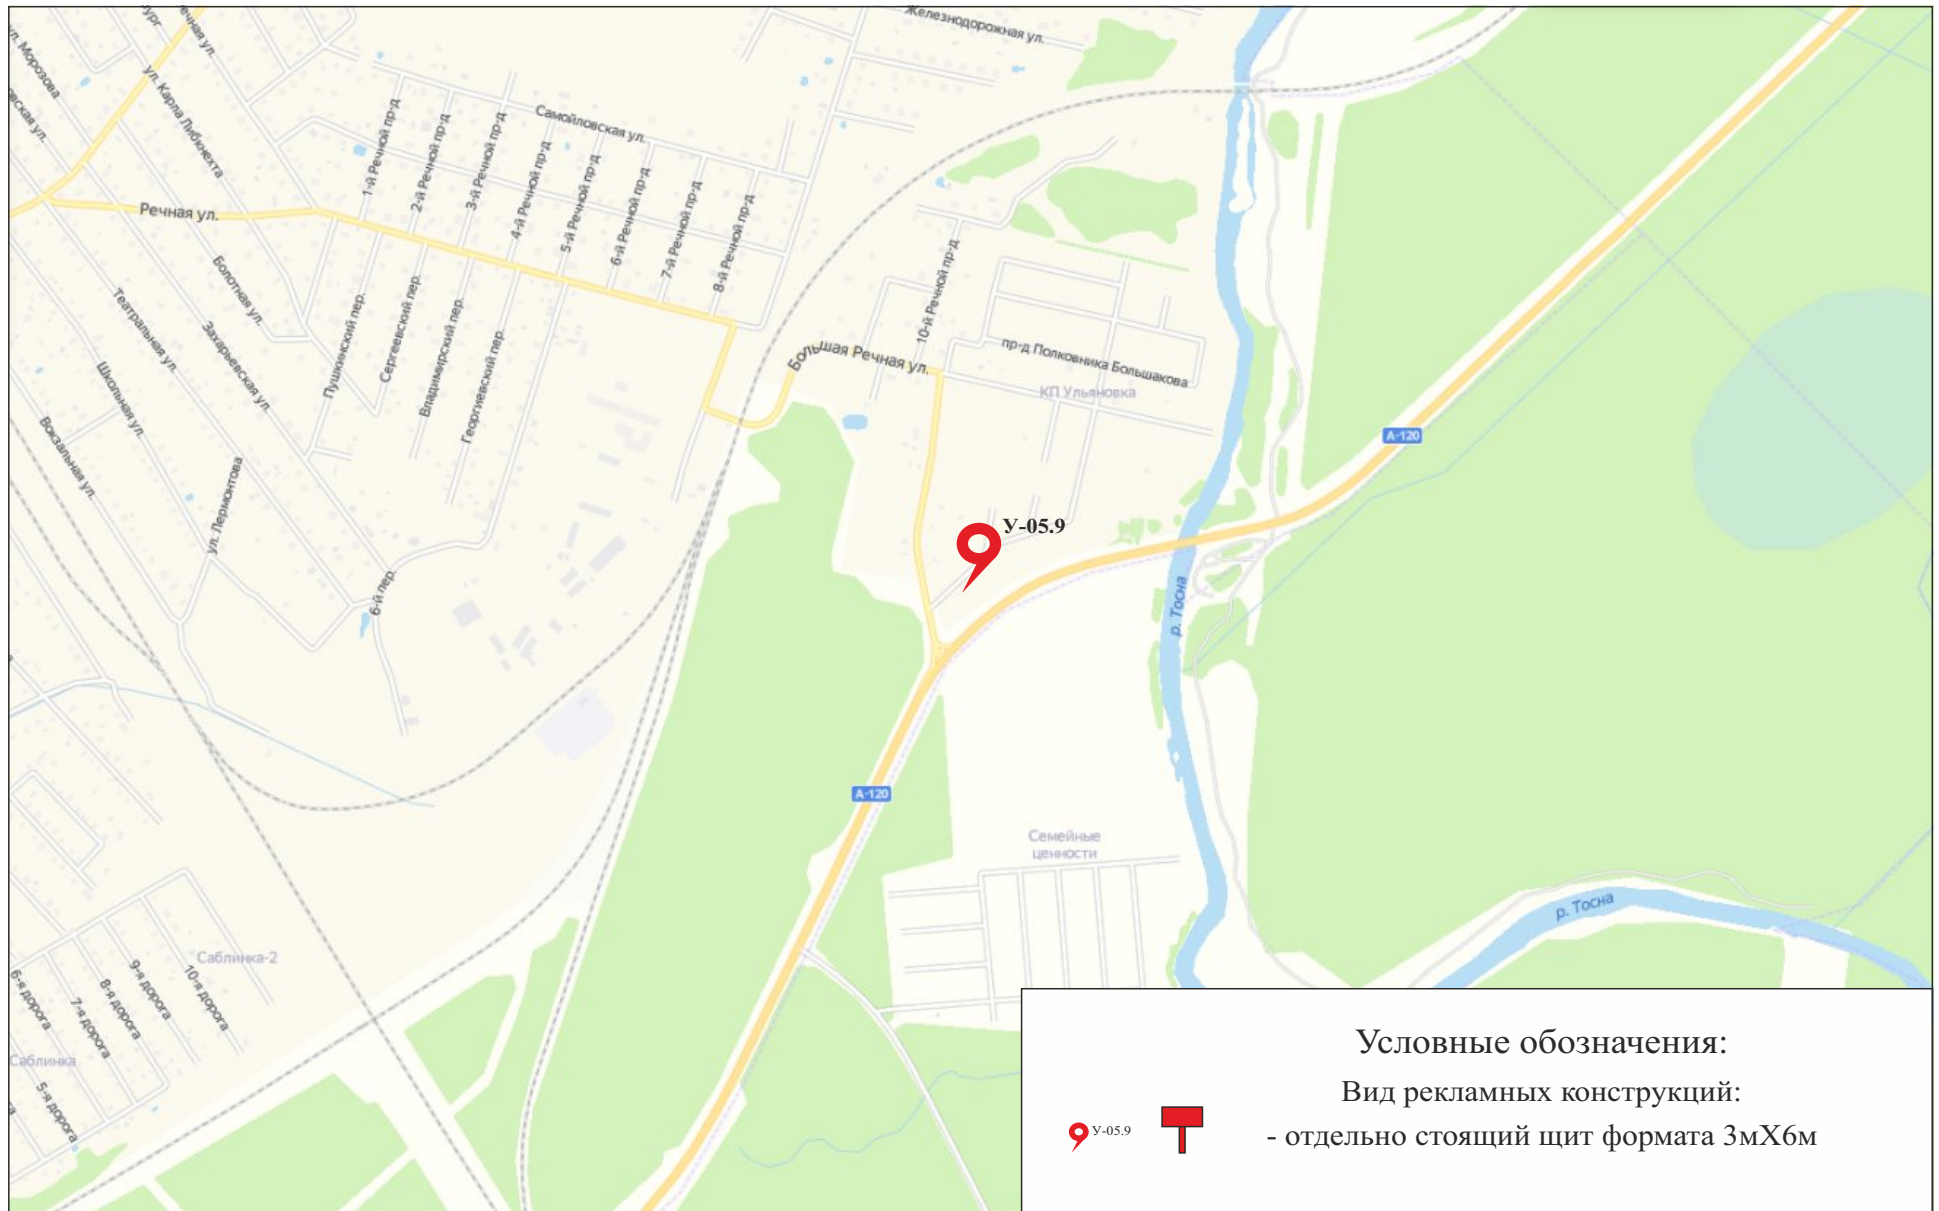 Железнодорожная ул.
ул. Морозова
ул. Карла Либкнехта
Самойловская ул.
1-й Речной пр-д
2-й Речной пр-д
3-й Речной пр-д
4-й Речной пр-д
5-й Речной пр-д
6-й Речной пр-д
7-й Речной пр-д
8-й Речной пр-д
Речная ул.
10-й Речной пр-д
Болотная ул.
Театральная ул.
Захарьевская ул.
Школьная ул.
Вокзальная ул.
Пушкинский пер.
Сергеевский пер.
Владимирский пер.
Георгиевский пер.
Большая Речная ул.
пр-д Полковника Большакова
КП Ульяновка
А-120
ул. Лермонтова
У-05.9
6-й пер.
р. Тосна
А-120
Семейные
ценности
р. Тосна
Саблинка-2
6-я дорога
7-я дорога
8-я дорога
9-я дорога
10-я дорога
Саблинка
5-я дорога
Условные обозначения:
Вид рекламных конструкций:
У-05.9
- отдельно стоящий щит формата 3мХ6м